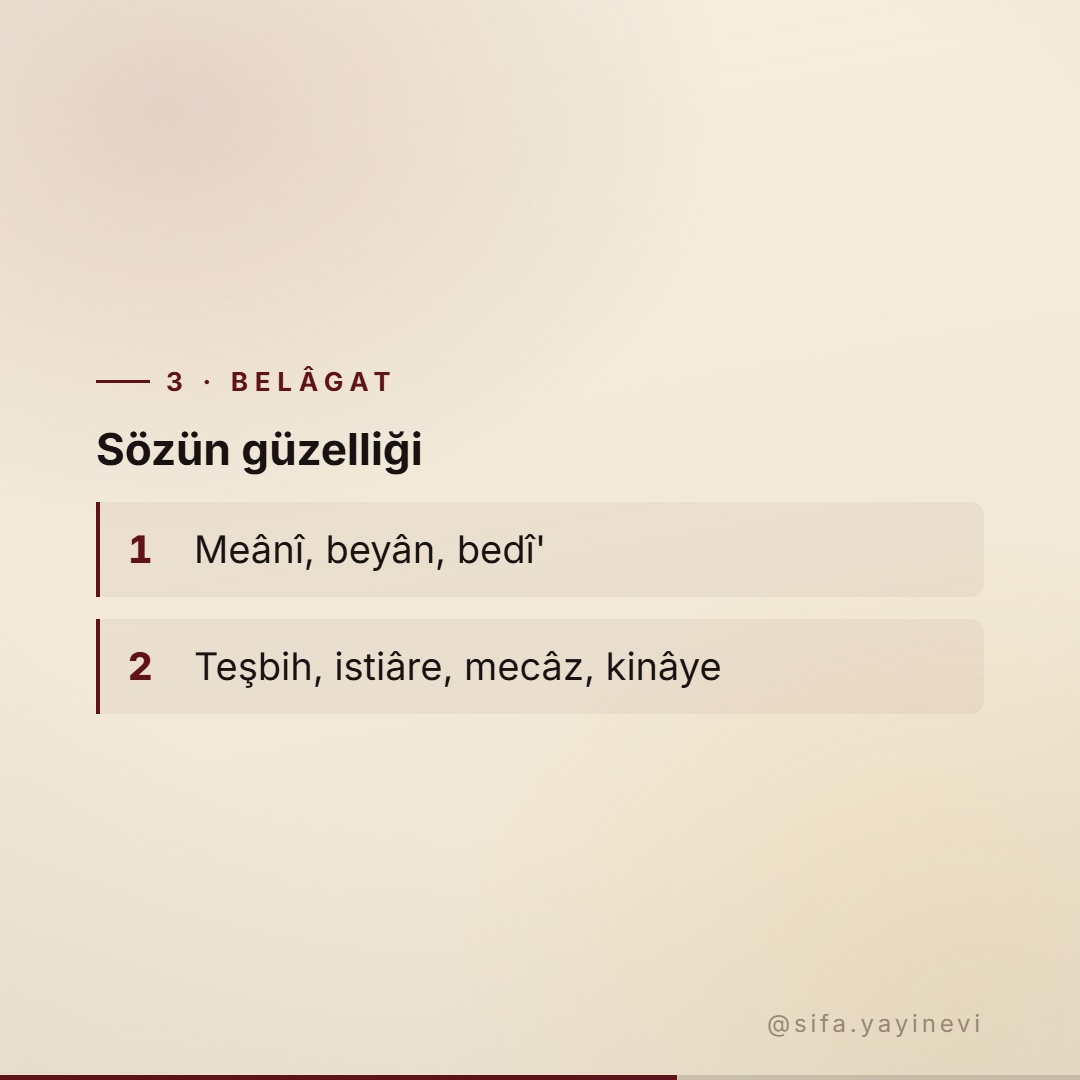 3 · BELÂGAT
Sözün güzelliği
1 Meânî, beyân, bedî'
2 Teşbih, istiâre, mecâz, kinâye
@sifa.yayinevi